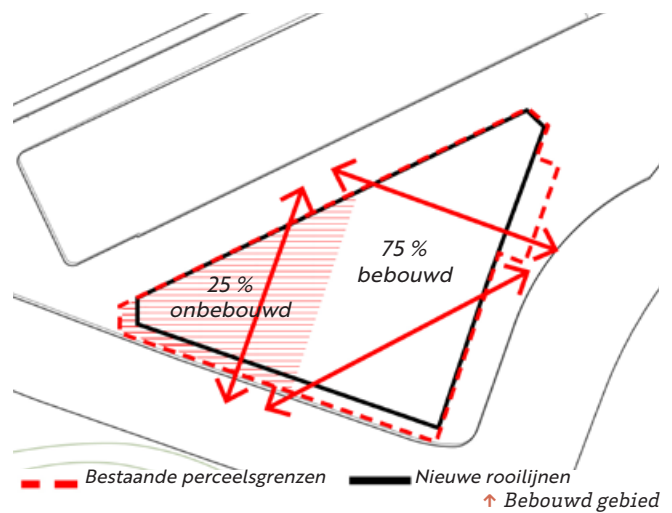 75 %
bebouwd
25 %
onbebouwd
Bestaande perceelsgrenzen
Nieuwe rooilijnen
↑ Bebouwd gebied